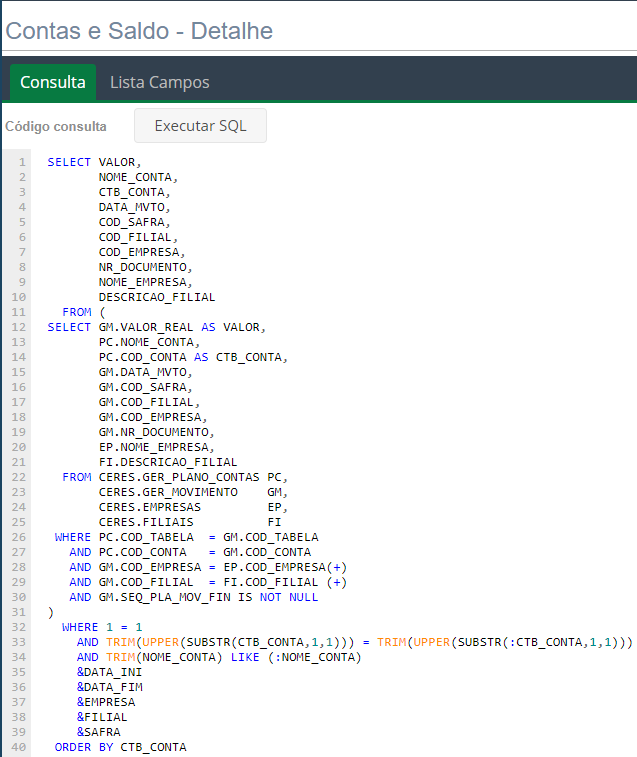 Contas e Saldo - Detalhe
Consulta Lista Campos
Código consulta Executar SQL
1 SELECT VALOR,
2 NOME_CONTA,
3 CTB_CONTA,
4 DATA_MVTO,
5 COD_SAFRA,
6 COD_FILIAL,
7 COD_EMPRESA,
8 NR_DOCUMENTO,
9 NOME_EMPRESA,
10 DESCRICAO_FILIAL
11 FROM (
12 SELECT GM.VALOR_REAL AS VALOR,
13 PC.NOME_CONTA,
14 PC.COD_CONTA AS CTB_CONTA,
15 GM.DATA_MVTO,
16 GM.COD_SAFRA,
17 GM.COD_FILIAL,
18 GM.COD_EMPRESA,
19 GM.NR_DOCUMENTO,
20 EP.NOME_EMPRESA,
21 FI.DESCRICAO_FILIAL
22 FROM CERES.GER_PLANO_CONTAS PC,
23 CERES.GER_MOVIMENTO GM,
24 CERES.EMPRESAS EP,
25 CERES.FILIAIS FI
26 WHERE PC.COD_TABELA = GM.COD_TABELA
27 AND PC.COD_CONTA = GM.COD_CONTA
28 AND GM.COD_EMPRESA = EP.COD_EMPRESA(+)
29 AND GM.COD_FILIAL = FI.COD_FILIAL (+)
30 AND GM.SEQ_PLA_MOV_FIN IS NOT NULL
31 )
32 WHERE 1 = 1
33 AND TRIM(UPPER(SUBSTR(CTB_CONTA,1,1))) = TRIM(UPPER(SUBSTR(:CTB_CONTA,1,1)))
34 AND TRIM(NOME_CONTA) LIKE (:NOME_CONTA)
35 &DATA_INI
36 &DATA_FIM
37 &EMPRESA
38 &FILIAL
39 &SAFRA
40 ORDER BY CTB_CONTA